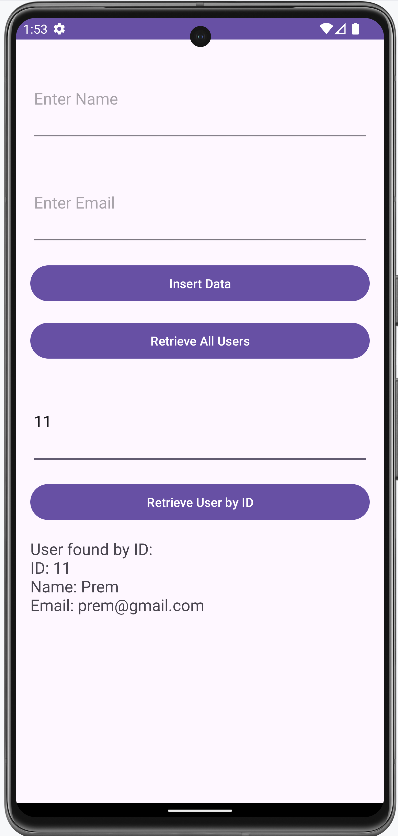 1:53
Enter Name
Enter Email
Insert Data
Retrieve All Users
11
Retrieve User by ID
User found by ID:
ID: 11
Name: Prem
Email: prem@gmail.com